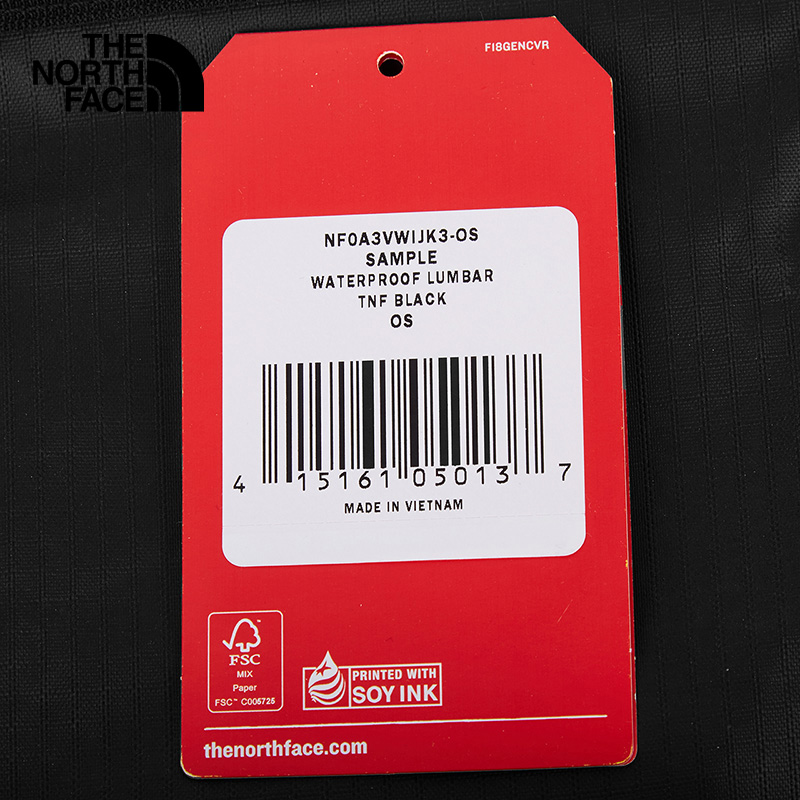 THE
NORTH
FACE
FI8GENCVR
NF0A3VWIJK3-OS
SAMPLE
WATERPROOF LUMBAR
TNF BLACK
OS
4 15161 05013 7
MADE IN VIETNAM
FSC
MIX
Paper
FSC™ C005725
PRINTED WITH
SOY INK
thenorthface.com